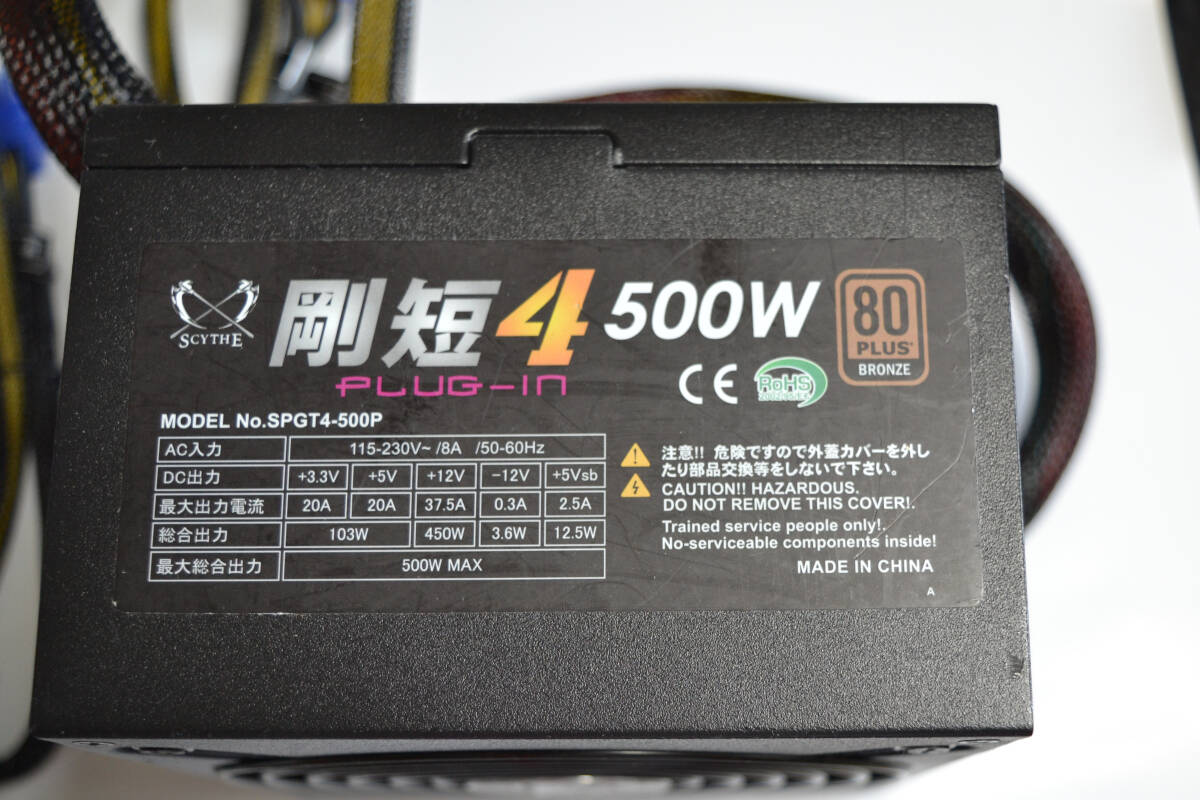 SCYTHE
剛短4 500W
PLUG-IN
80
PLUS
BRONZE
CE
RoHS
2002/95/EC
MODEL No.SPGT4-500P
AC入力 115-230V~ /8A /50-60Hz
DC出力 +3.3V +5V +12V -12V +5Vsb
最大出力電流 20A 20A 37.5A 0.3A 2.5A
総合出力 103W 450W 3.6W 12.5W
最大総合出力 500W MAX
注意!! 危険ですので外蓋カバーを外し
たり部品交換等をしないで下さい。
CAUTION!! HAZARDOUS.
DO NOT REMOVE THIS COVER!.
Trained service people only!.
No-serviceable components inside!
MADE IN CHINA
A